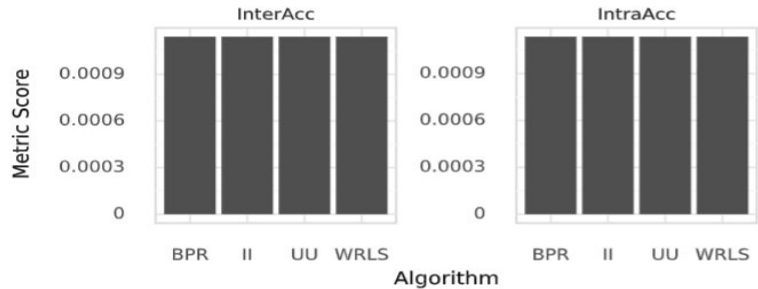 InterAcc
IntraAcc
Metric Score
0.0009
0.0006
0.0003
0
0.0009
0.0006
0.0003
0
BPR II UU WRLS
BPR II UU WRLS
Algorithm